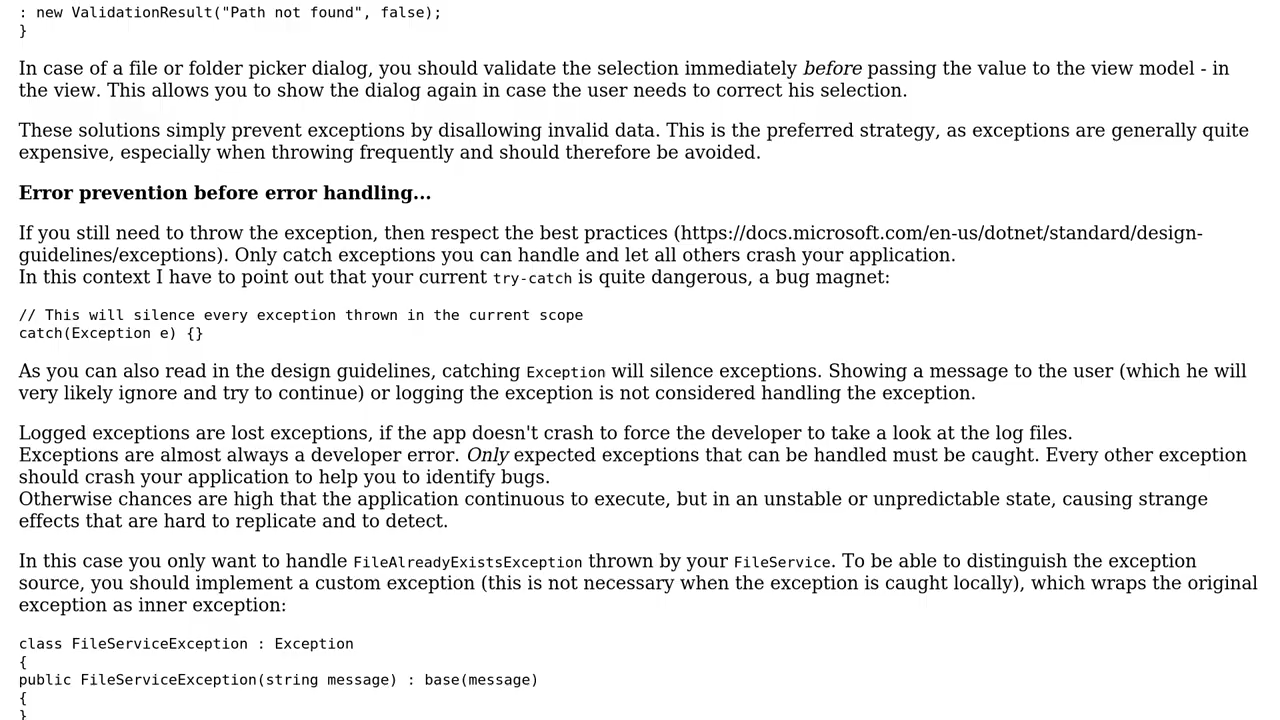 : new ValidationResult("Path not found", false);
}
In case of a file or folder picker dialog, you should validate the selection immediately before passing the value to the view model - in
the view. This allows you to show the dialog again in case the user needs to correct his selection.
These solutions simply prevent exceptions by disallowing invalid data. This is the preferred strategy, as exceptions are generally quite
expensive, especially when throwing frequently and should therefore be avoided.
Error prevention before error handling...
If you still need to throw the exception, then respect the best practices (https://docs.microsoft.com/en-us/dotnet/standard/design-
guidelines/exceptions). Only catch exceptions you can handle and let all others crash your application.
In this context I have to point out that your current try-catch is quite dangerous, a bug magnet:
// This will silence every exception thrown in the current scope
catch(Exception e) {}
As you can also read in the design guidelines, catching Exception will silence exceptions. Showing a message to the user (which he will
very likely ignore and try to continue) or logging the exception is not considered handling the exception.
Logged exceptions are lost exceptions, if the app doesn't crash to force the developer to take a look at the log files.
Exceptions are almost always a developer error. Only expected exceptions that can be handled must be caught. Every other exception
should crash your application to help you to identify bugs.
Otherwise chances are high that the application continuous to execute, but in an unstable or unpredictable state, causing strange
effects that are hard to replicate and to detect.
In this case you only want to handle FileAlreadyExistsException thrown by your FileService. To be able to distinguish the exception
source, you should implement a custom exception (this is not necessary when the exception is caught locally), which wraps the original
exception as inner exception:
class FileServiceException : Exception
{
public FileServiceException(string message) : base(message)
{
}